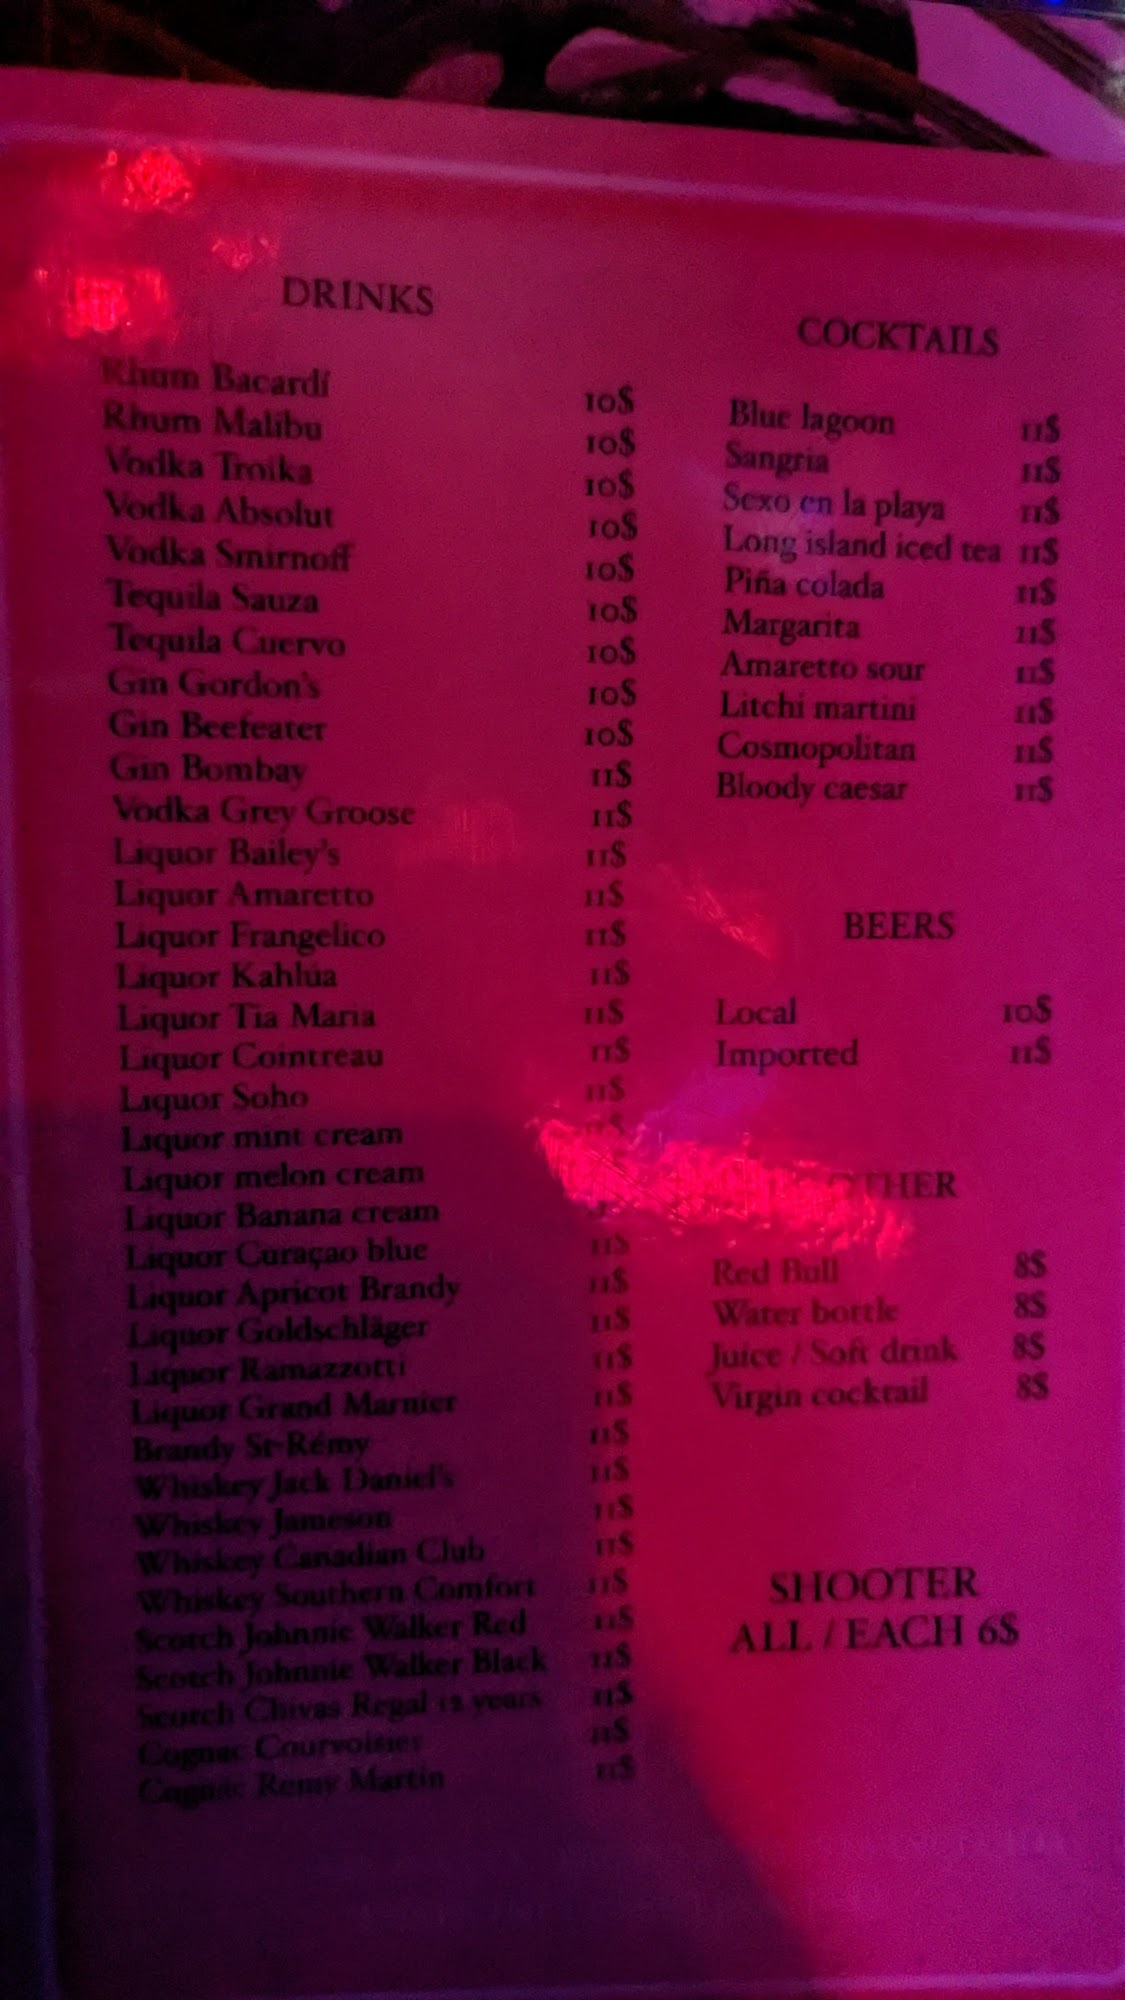 DRINKS
Rhum Bacardí 10$
Rhum Malibu 10$
Vodka Troika 10$
Vodka Absolut 10$
Vodka Smirnoff 10$
Tequila Sauza 10$
Tequila Cuervo 10$
Gin Gordon's 10$
Gin Beefeater 10$
Gin Bombay 11$
Vodka Grey Groose 11$
Liquor Bailey's 11$
Liquor Amaretto 11$
Liquor Frangelico 11$
Liquor Kahlúa 11$
Liquor Tia Maria 11$
Liquor Cointreau 11$
Liquor Soho 11$
Liquor mint cream
Liquor melon cream
Liquor Banana cream
Liquor Curaçao blue 11$
Liquor Apricot Brandy 11$
Liquor Goldschläger 11$
Liquor Ramazzotti 11$
Liquor Grand Marnier 11$
Brandy St-Rémy 11$
Whiskey Jack Daniel's 11$
Whiskey Jameson 11$
Whiskey Canadian Club 11$
Whiskey Southern Comfort 11$
Scotch Johnnie Walker Red 11$
Scotch Johnnie Walker Black 11$
Scotch Chivas Regal 12 years 11$
Cognac Courvoisier 11$
Cognac Remy Martin 11$
COCKTAILS
Blue lagoon 11$
Sangria 11$
Sexo en la playa 11$
Long island iced tea 11$
Piña colada 11$
Margarita 11$
Amaretto sour 11$
Litchi martini 11$
Cosmopolitan 11$
Bloody caesar 11$
BEERS
Local 10$
Imported 11$
OTHER
Red Bull 8$
Water bottle 8$
Juice / Soft drink 8$
Virgin cocktail 8$
SHOOTER
ALL / EACH 6$